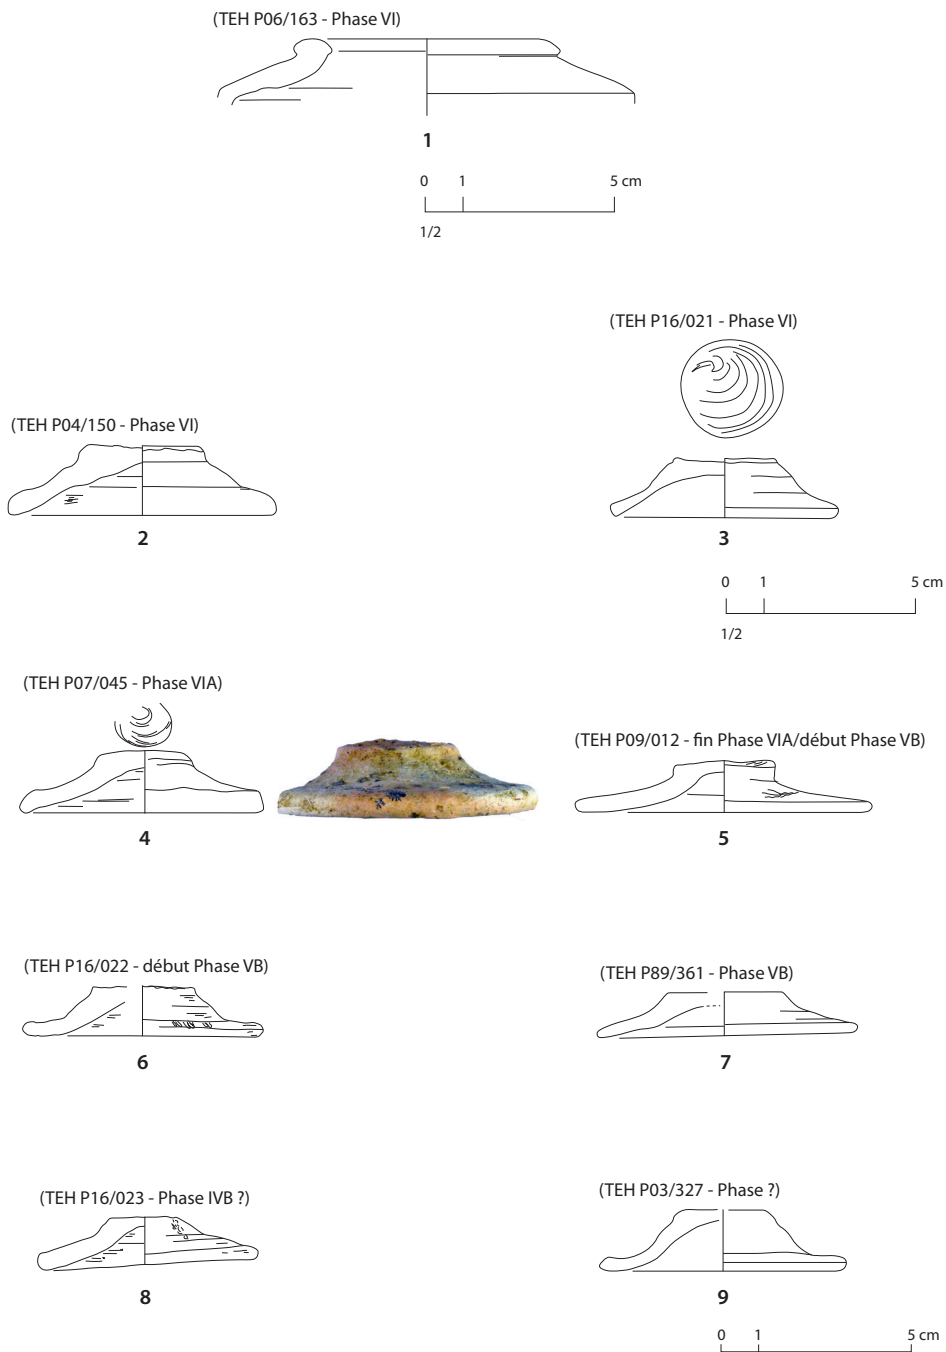 (TEH P06/163 - Phase VI)
1
0 1 5 cm
1/2
(TEH P16/021 - Phase VI)
(TEH P04/150 - Phase VI)
2
3
0 1 5 cm
1/2
(TEH P07/045 - Phase VIA)
(TEH P09/012 - fin Phase VIA/début Phase VB)
4
5
(TEH P16/022 - début Phase VB)
(TEH P89/361 - Phase VB)
6
7
(TEH P16/023 - Phase IVB ?)
(TEH P03/327 - Phase ?)
8
9
0 1 5 cm